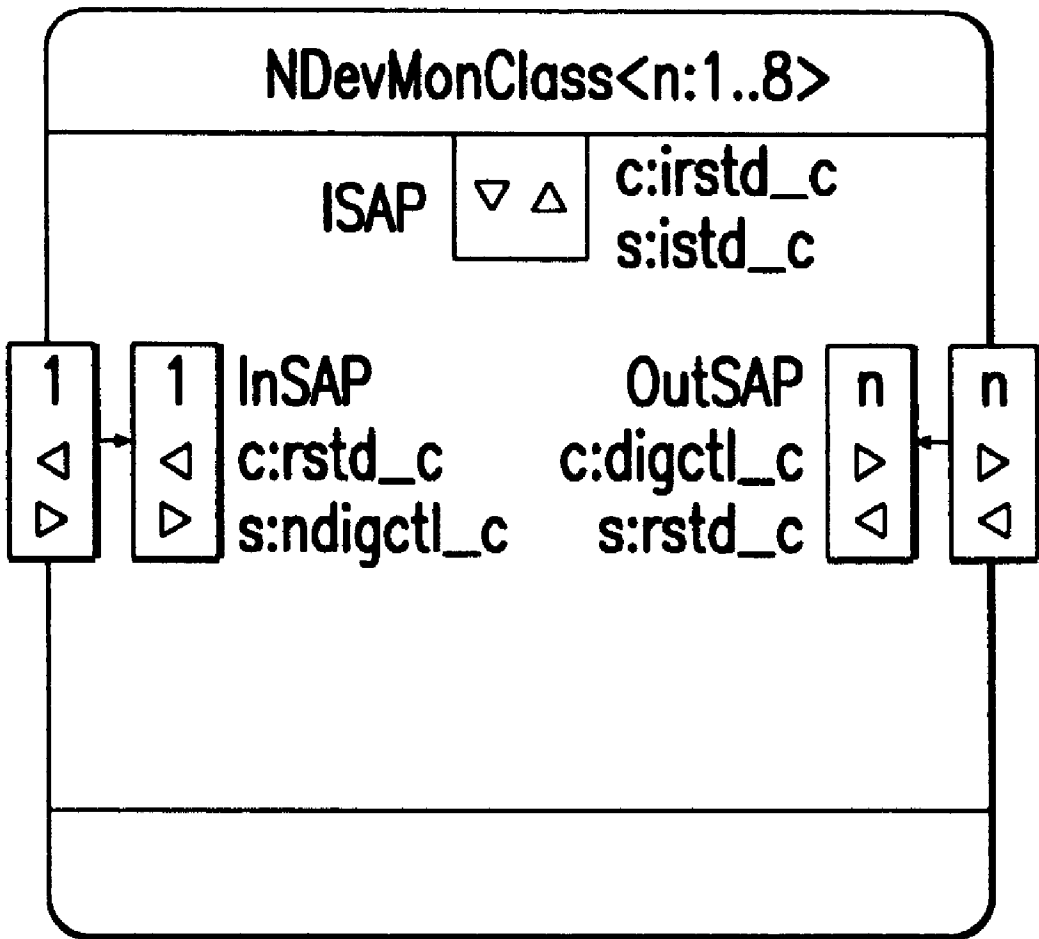 NDevMonClass<n:1..8>
ISAP
c:irstd_c
s:istd_c
1
1
InSAP
c:rstd_c
s:ndigctl_c
OutSAP
c:digctl_c
s:rstd_c
n
n